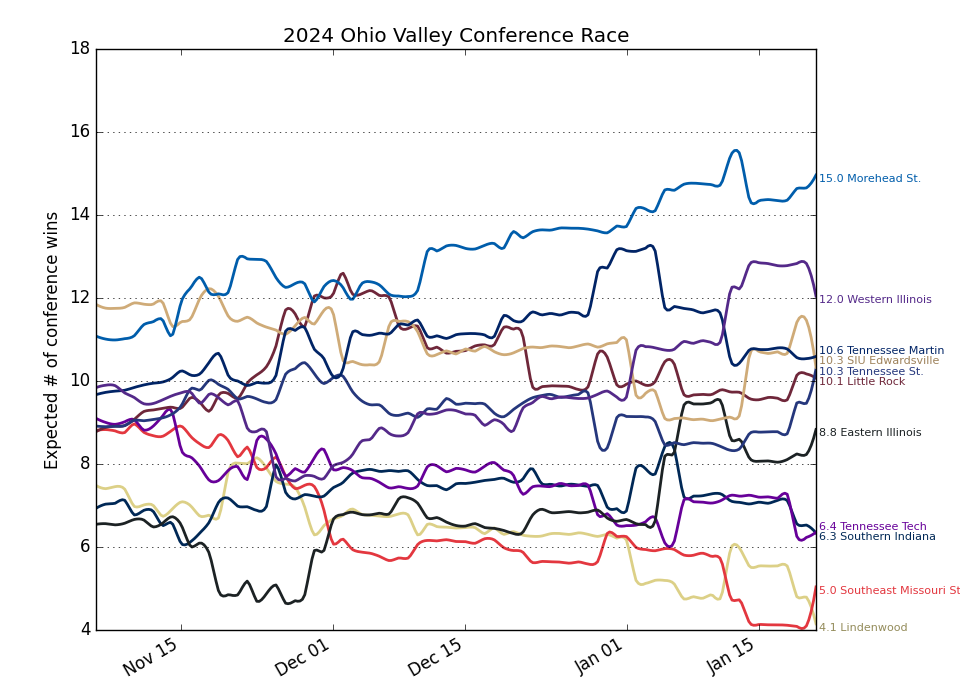 2024 Ohio Valley Conference Race
Expected # of conference wins
18
16
14
12
10
8
6
4
Nov 15
Dec 01
Dec 15
Jan 01
Jan 15
15.0 Morehead St.
12.0 Western Illinois
10.6 Tennessee Martin
10.3 SIU Edwardsville
10.3 Tennessee St.
10.1 Little Rock
8.8 Eastern Illinois
6.4 Tennessee Tech
6.3 Southern Indiana
5.0 Southeast Missouri St
4.1 Lindenwood